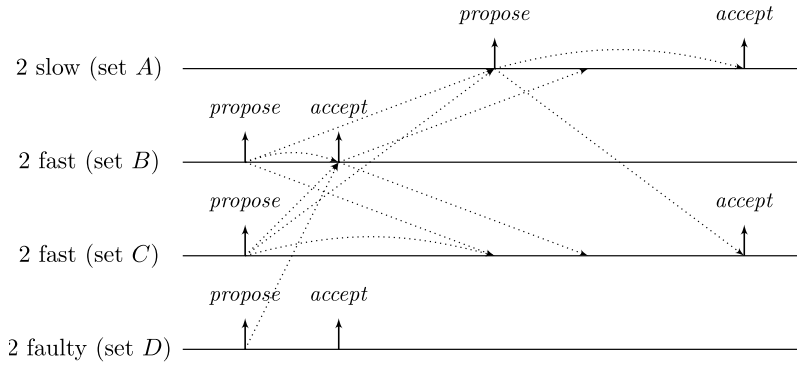 propose accept
2 slow (set A)
propose accept
2 fast (set B)
propose accept
2 fast (set C)
propose accept
2 faulty (set D)